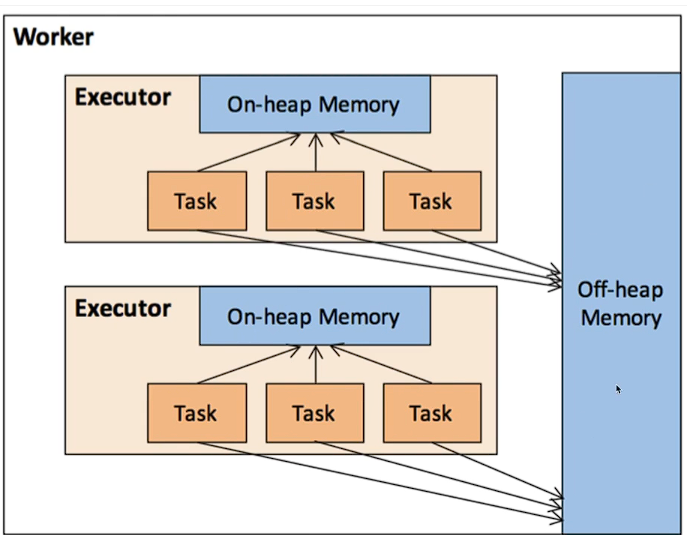 Worker
Executor
On-heap Memory
Task
Task
Task
Executor
On-heap Memory
Task
Task
Task
Off-heap
Memory